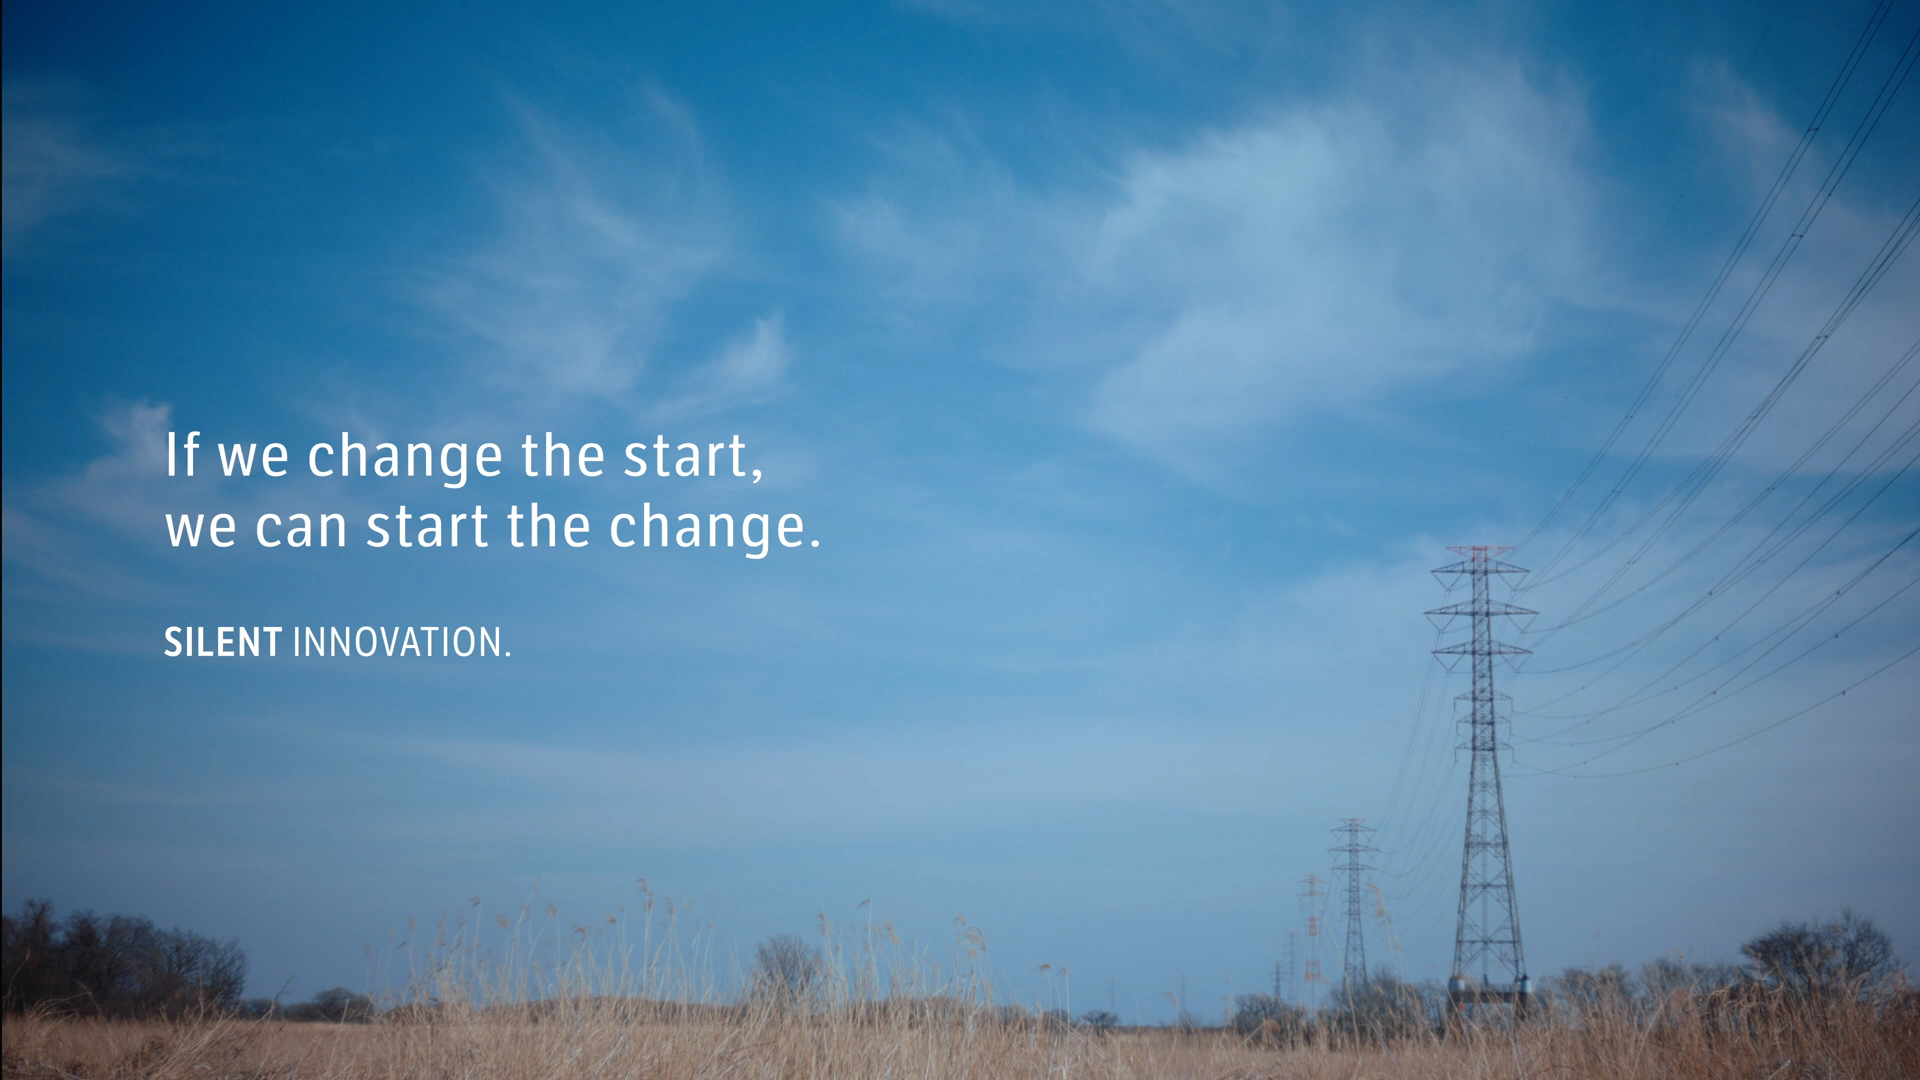 If we change the start,
we can start the change.
SILENT INNOVATION.